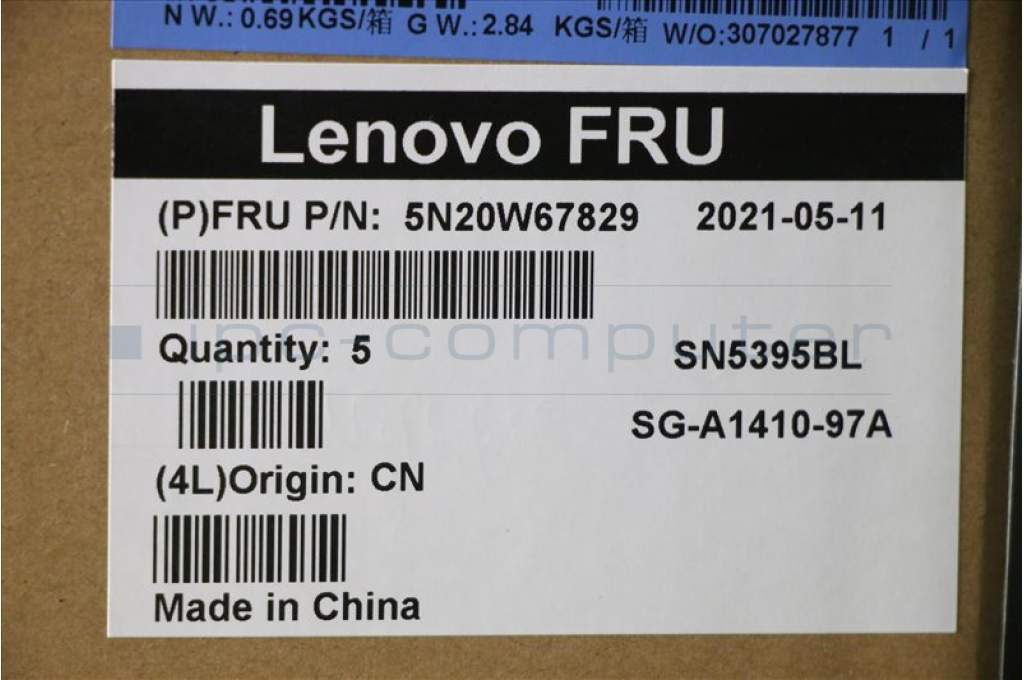 N W.: 0.69 KGS/箱 G W.: 2.84 KGS/箱 W/O:307027877 1 / 1
Lenovo FRU
(P)FRU P/N: 5N20W67829 2021-05-11
ips-computer
Quantity: 5 SN5395BL
SG-A1410-97A
(4L)Origin: CN
Made in China